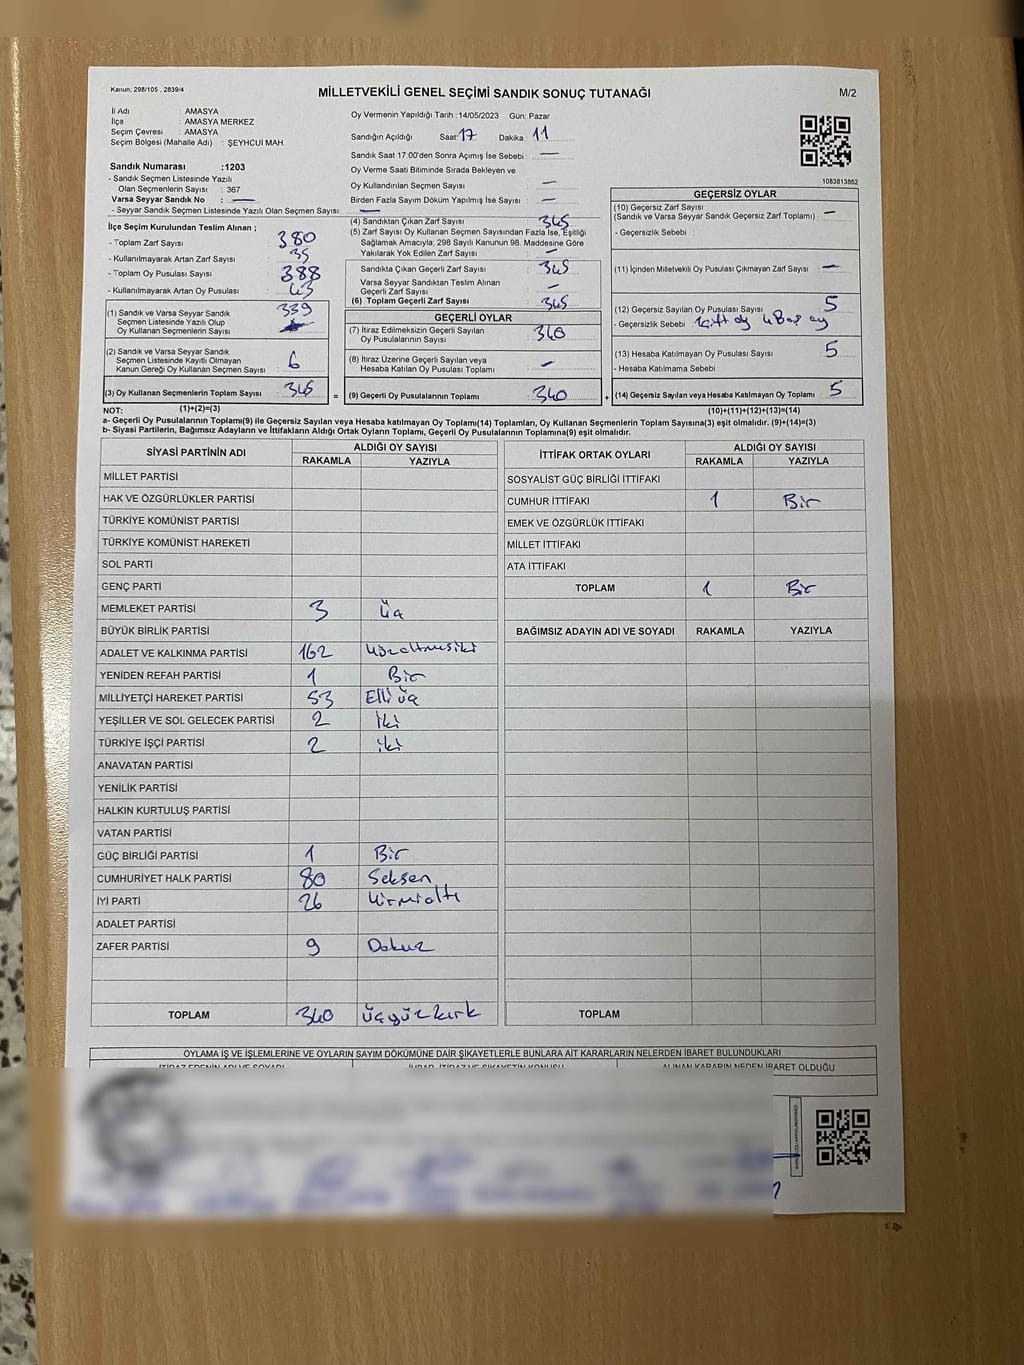 Kanun; 298/105 , 2839/4
MİLLETVEKİLİ GENEL SEÇİMİ SANDIK SONUÇ TUTANAĞI
M/2
İl Adı : AMASYA
İlçe : AMASYA MERKEZ
Seçim Çevresi : AMASYA
Seçim Bölgesi (Mahalle Adı) : ŞEYHCUİ MAH.
Sandık Numarası :1203
- Sandık Seçmen Listesinde Yazılı
Olan Seçmenlerin Sayısı : 367
Varsa Seyyar Sandık No : —
- Seyyar Sandık Seçmen Listesinde Yazılı Olan Seçmen Sayısı: —
İlçe Seçim Kurulundan Teslim Alınan ;
- Toplam Zarf Sayısı : 380
- Kullanılmayarak Artan Zarf Sayısı : 35
- Toplam Oy Pusulası Sayısı : 388
- Kullanılmayarak Artan Oy Pusulası : 43
(1) Sandık ve Varsa Seyyar Sandık
Seçmen Listesinde Yazılı Olup
Oy Kullanan Seçmenlerin Sayısı : 339
(2) Sandık ve Varsa Seyyar Sandık
Seçmen Listesinde Kayıtlı Olmayan
Kanun Gereği Oy Kullanan Seçmen Sayısı : 6
(3) Oy Kullanan Seçmenlerin Toplam Sayısı : 345
(1)+(2)=(3)
Oy Vermenin Yapıldığı Tarih : 14/05/2023 Gün: Pazar
Sandığın Açıldığı Saat: 17 Dakika : 11
Sandık Saat 17:00'den Sonra Açımış İse Sebebi : —
Oy Verme Saati Bitiminde Sırada Bekleyen ve
Oy Kullandırılan Seçmen Sayısı : —
Birden Fazla Sayım Döküm Yapılmış İse Sayısı : —
(4) Sandıktan Çıkan Zarf Sayısı : 345
(5) Zarf Sayısı Oy Kullanan Seçmen Sayısından Fazla İse, Eşitliği
Sağlamak Amacıyla, 298 Sayılı Kanunun 98. Maddesine Göre
Yakılarak Yok Edilen Zarf Sayısı : —
Sandıkta Çıkan Geçerli Zarf Sayısı : 345
Varsa Seyyar Sandıktan Teslim Alınan
Geçerli Zarf Sayısı : —
(6) Toplam Geçerli Zarf Sayısı : 345
GEÇERLİ OYLAR
(7) İtiraz Edilmeksizin Geçerli Sayılan
Oy Pusulalarının Sayısı : 340
(8) İtiraz Üzerine Geçerli Sayılan veya
Hesaba Katılan Oy Pusulası Toplamı : —
= (9) Geçerli Oy Pusulalarının Toplamı : 340
1083813862
GEÇERSİZ OYLAR
(10) Geçersiz Zarf Sayısı
(Sandık ve Varsa Seyyar Sandık Geçersiz Zarf Toplamı) : —
- Geçersizlik Sebebi :
(11) İçinden Milletvekili Oy Pusulası Çıkmayan Zarf Sayısı : —
(12) Geçersiz Sayılan Oy Pusulası Sayısı : 5
- Geçersizlik Sebebi : 1 çift oy 4 Boş oy
(13) Hesaba Katılmayan Oy Pusulası Sayısı : 5
- Hesaba Katılmama Sebebi :
+ (14) Geçersiz Sayılan veya Hesaba Katılmayan Oy Toplamı : 5
(10)+(11)+(12)+(13)=(14)
NOT:
a- Geçerli Oy Pusulalarının Toplamı(9) ile Geçersiz Sayılan veya Hesaba katılmayan Oy Toplamı(14) Toplamları, Oy Kullanan Seçmenlerin Toplam Sayısına(3) eşit olmalıdır. (9)+(14)=(3)
b- Siyasi Partilerin, Bağımsız Adayların ve İttifakların Aldığı Ortak Oyların Toplamı, Geçerli Oy Pusulalarının Toplamına(9) eşit olmalıdır.
SİYASİ PARTİNİN ADI ALDIĞI OY SAYISI
RAKAMLA YAZIYLA
MİLLET PARTİSİ
HAK VE ÖZGÜRLÜKLER PARTİSİ
TÜRKİYE KOMÜNİST PARTİSİ
TÜRKİYE KOMÜNİST HAREKETİ
SOL PARTİ
GENÇ PARTİ
MEMLEKET PARTİSİ 3 Üç
BÜYÜK BİRLİK PARTİSİ
ADALET VE KALKINMA PARTİSİ 162 Yüzaltmışiki
YENİDEN REFAH PARTİSİ 1 Bir
MİLLİYETÇİ HAREKET PARTİSİ 53 Elli üç
YEŞİLLER VE SOL GELECEK PARTİSİ 2 İki
TÜRKİYE İŞÇİ PARTİSİ 2 iki
ANAVATAN PARTİSİ
YENİLİK PARTİSİ
HALKIN KURTULUŞ PARTİSİ
VATAN PARTİSİ
GÜÇ BİRLİĞİ PARTİSİ 1 Bir
CUMHURİYET HALK PARTİSİ 80 Seksen
İYİ PARTİ 26 Yirmialtı
ADALET PARTİSİ
ZAFER PARTİSİ 9 Dokuz
TOPLAM 340 üçyüzkırk
İTTİFAK ORTAK OYLARI ALDIĞI OY SAYISI
RAKAMLA YAZIYLA
SOSYALİST GÜÇ BİRLİĞİ İTTİFAKI
CUMHUR İTTİFAKI 1 Bir
EMEK VE ÖZGÜRLÜK İTTİFAKI
MİLLET İTTİFAKI
ATA İTTİFAKI
TOPLAM 1 Bir
BAĞIMSIZ ADAYIN ADI VE SOYADI RAKAMLA YAZIYLA
TOPLAM
OYLAMA İŞ VE İŞLEMLERİNE VE OYLARIN SAYIM DÖKÜMÜNE DAİR ŞİKAYETLERLE BUNLARA AİT KARARLARIN NELERDEN İBARET BULUNDUKLARI
İTİRAZ EDENİN ADI VE SOYADI İHBAR, İTİRAZ VE ŞİKAYETİN KONUSU ALINAN KARARIN NEDEN İBARET OLDUĞU